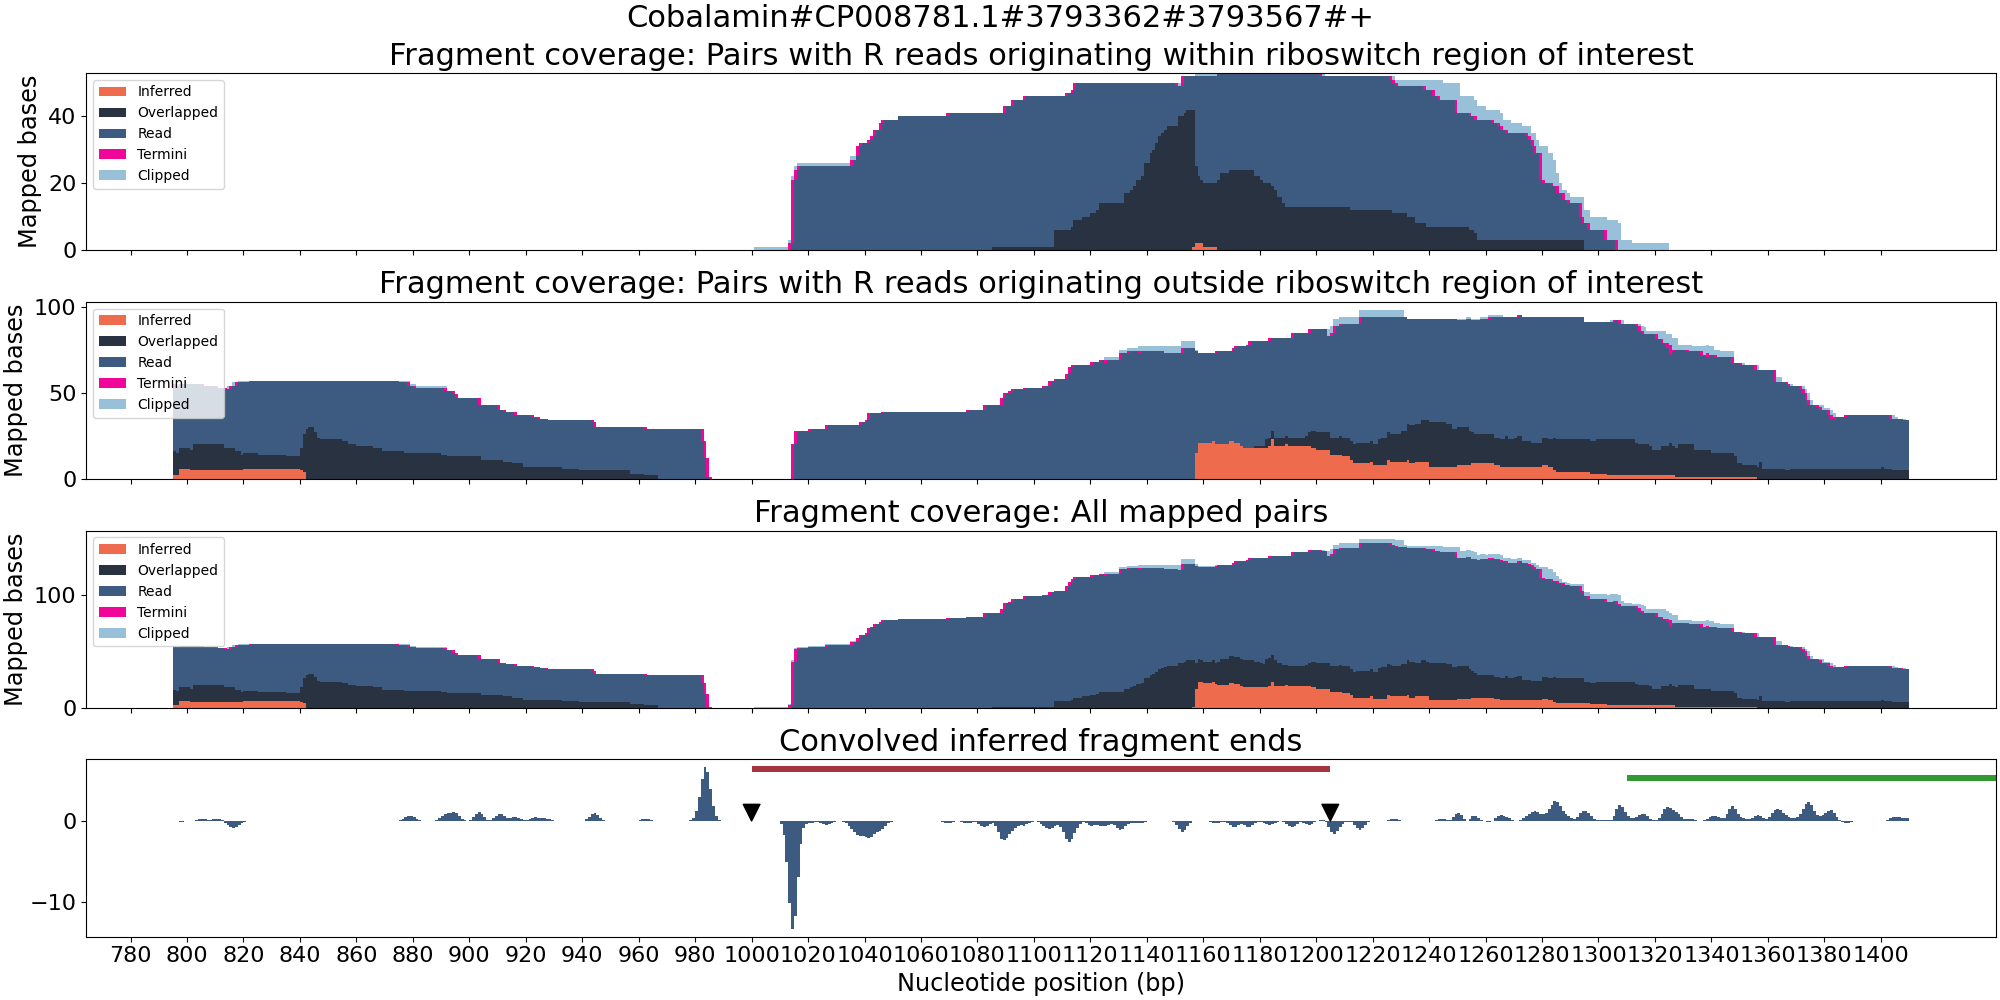 Cobalamin#CP008781.1#3793362#3793567#+
Fragment coverage: Pairs with R reads originating within riboswitch region of interest
Mapped bases
40
20
0
Inferred
Overlapped
Read
Termini
Clipped
Fragment coverage: Pairs with R reads originating outside riboswitch region of interest
Mapped bases
100
50
0
Inferred
Overlapped
Read
Termini
Clipped
Fragment coverage: All mapped pairs
Mapped bases
100
0
Inferred
Overlapped
Read
Termini
Clipped
Convolved inferred fragment ends
0
−10
780 800 820 840 860 880 900 920 940 960 980 1000 1020 1040 1060 1080 1100 1120 1140 1160 1180 1200 1220 1240 1260 1280 1300 1320 1340 1360 1380 1400
Nucleotide position (bp)